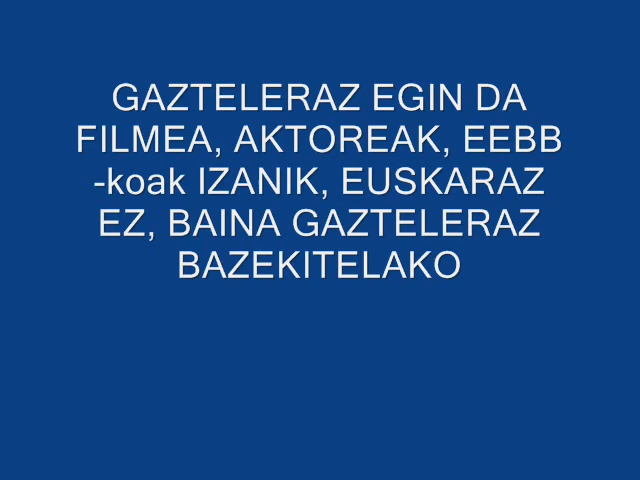 GAZTELERAZ EGIN DA
FILMEA, AKTOREAK, EEBB
-koak IZANIK, EUSKARAZ
EZ, BAINA GAZTELERAZ
BAZEKITELAKO